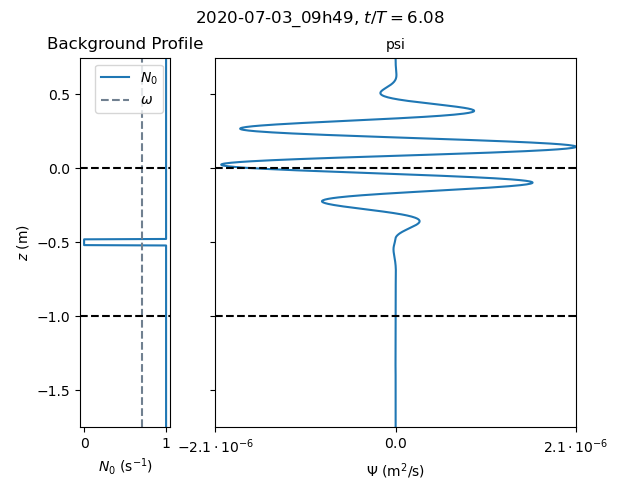 2020-07-03_09h49, t/T = 6.08
Background Profile
psi
N₀
ω
0.5
0.0
−0.5
−1.0
−1.5
z (m)
0 1
N₀ (s⁻¹)
−2.1 · 10⁻⁶ 0.0 2.1 · 10⁻⁶
Ψ (m²/s)